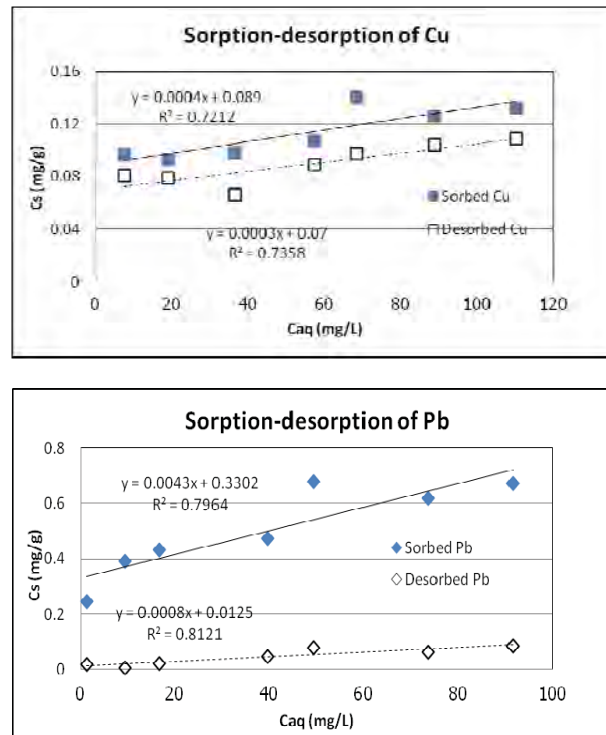 Sorption-desorption of Cu
0.16
0.12
0.08
0.04
0
Cs (mg/g)
y = 0.0004x + 0.089
R² = 0.7212
Sorbed Cu
Desorbed Cu
y = 0.0003x + 0.07
R² = 0.7358
0 20 40 60 80 100 120
Caq (mg/L)
Sorption-desorption of Pb
0.8
0.6
0.4
0.2
0
Cs (mg/g)
y = 0.0043x + 0.3302
R² = 0.7964
Sorbed Pb
Desorbed Pb
y = 0.0008x + 0.0125
R² = 0.8121
0 20 40 60 80 100
Caq (mg/L)